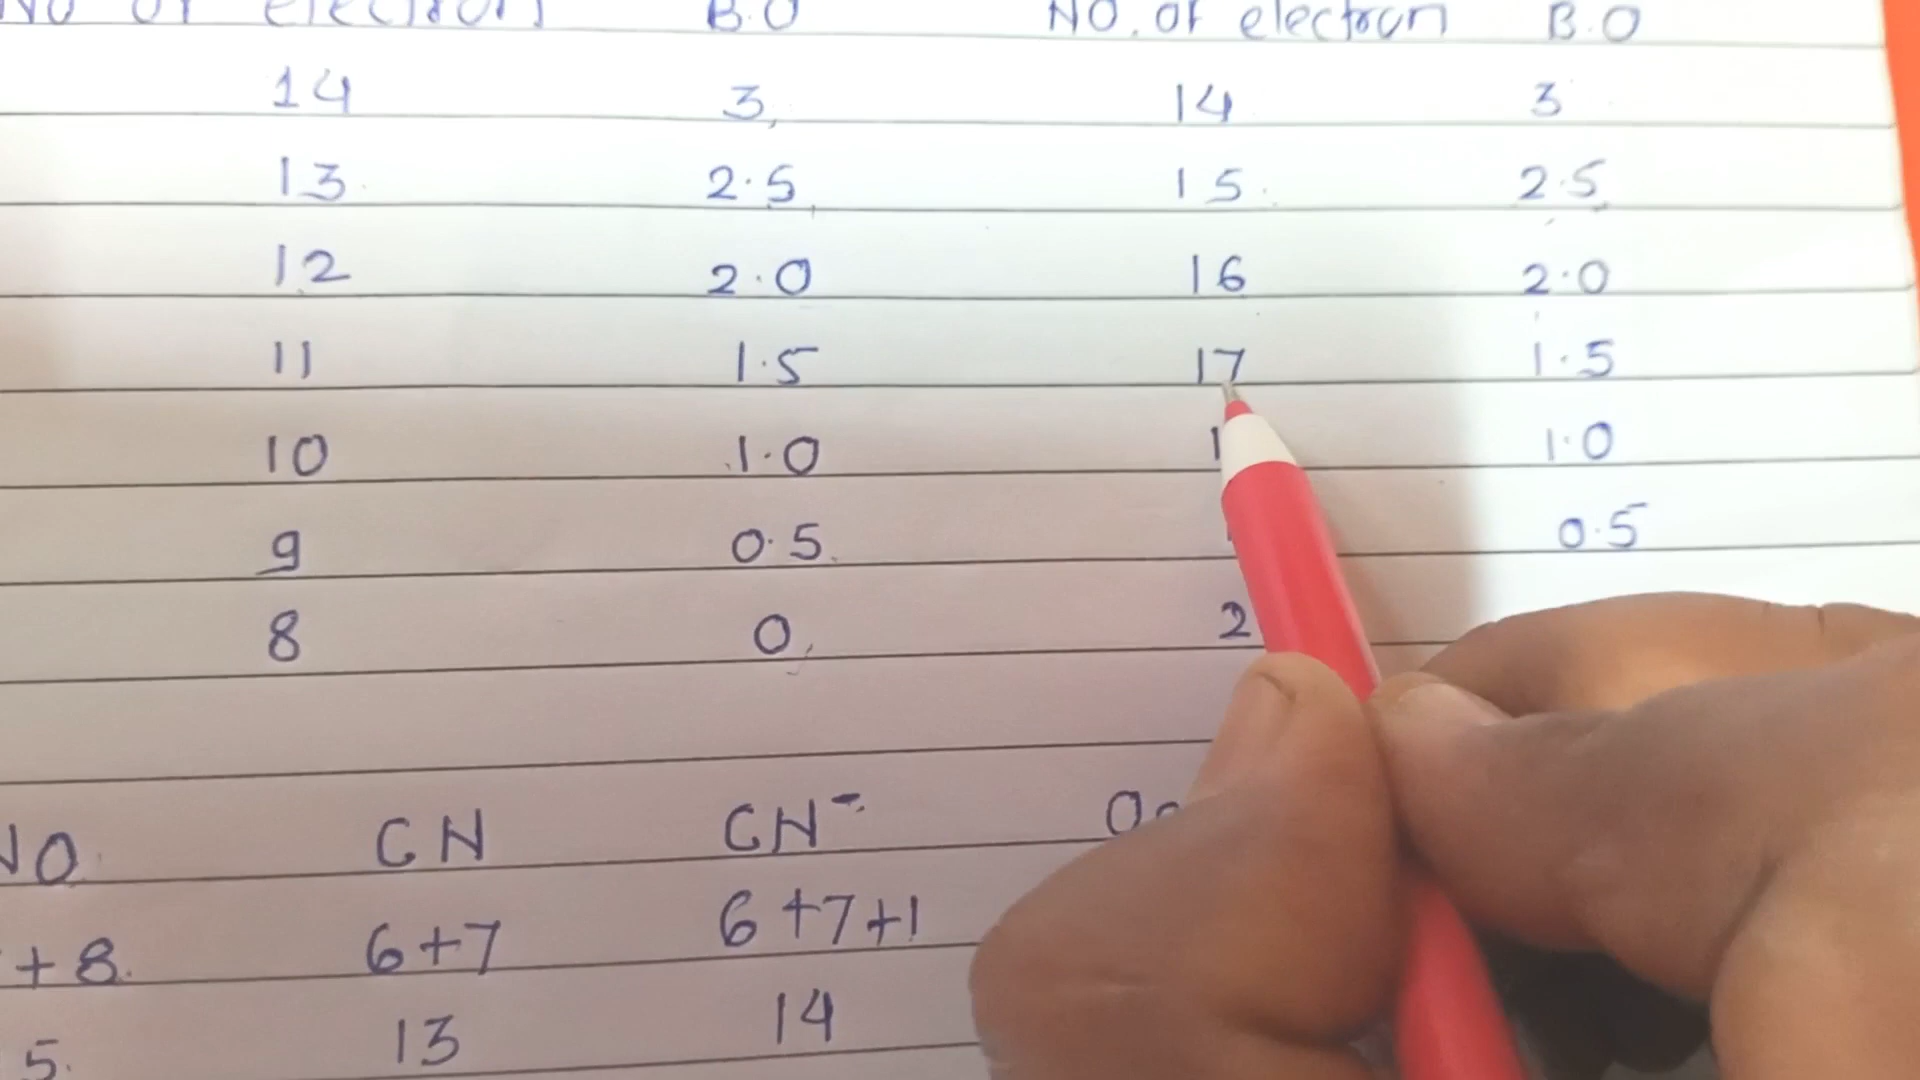 No of electron B.O No. of electron B.O
14 3 14 3
13 2.5 15 2.5
12 2.0 16 2.0
11 1.5 17 1.5
10 1.0 1 1.0
9 0.5 0.5
8 0 2
NO CN CN⁻
+8 6+7 6+7+1
5 13 14